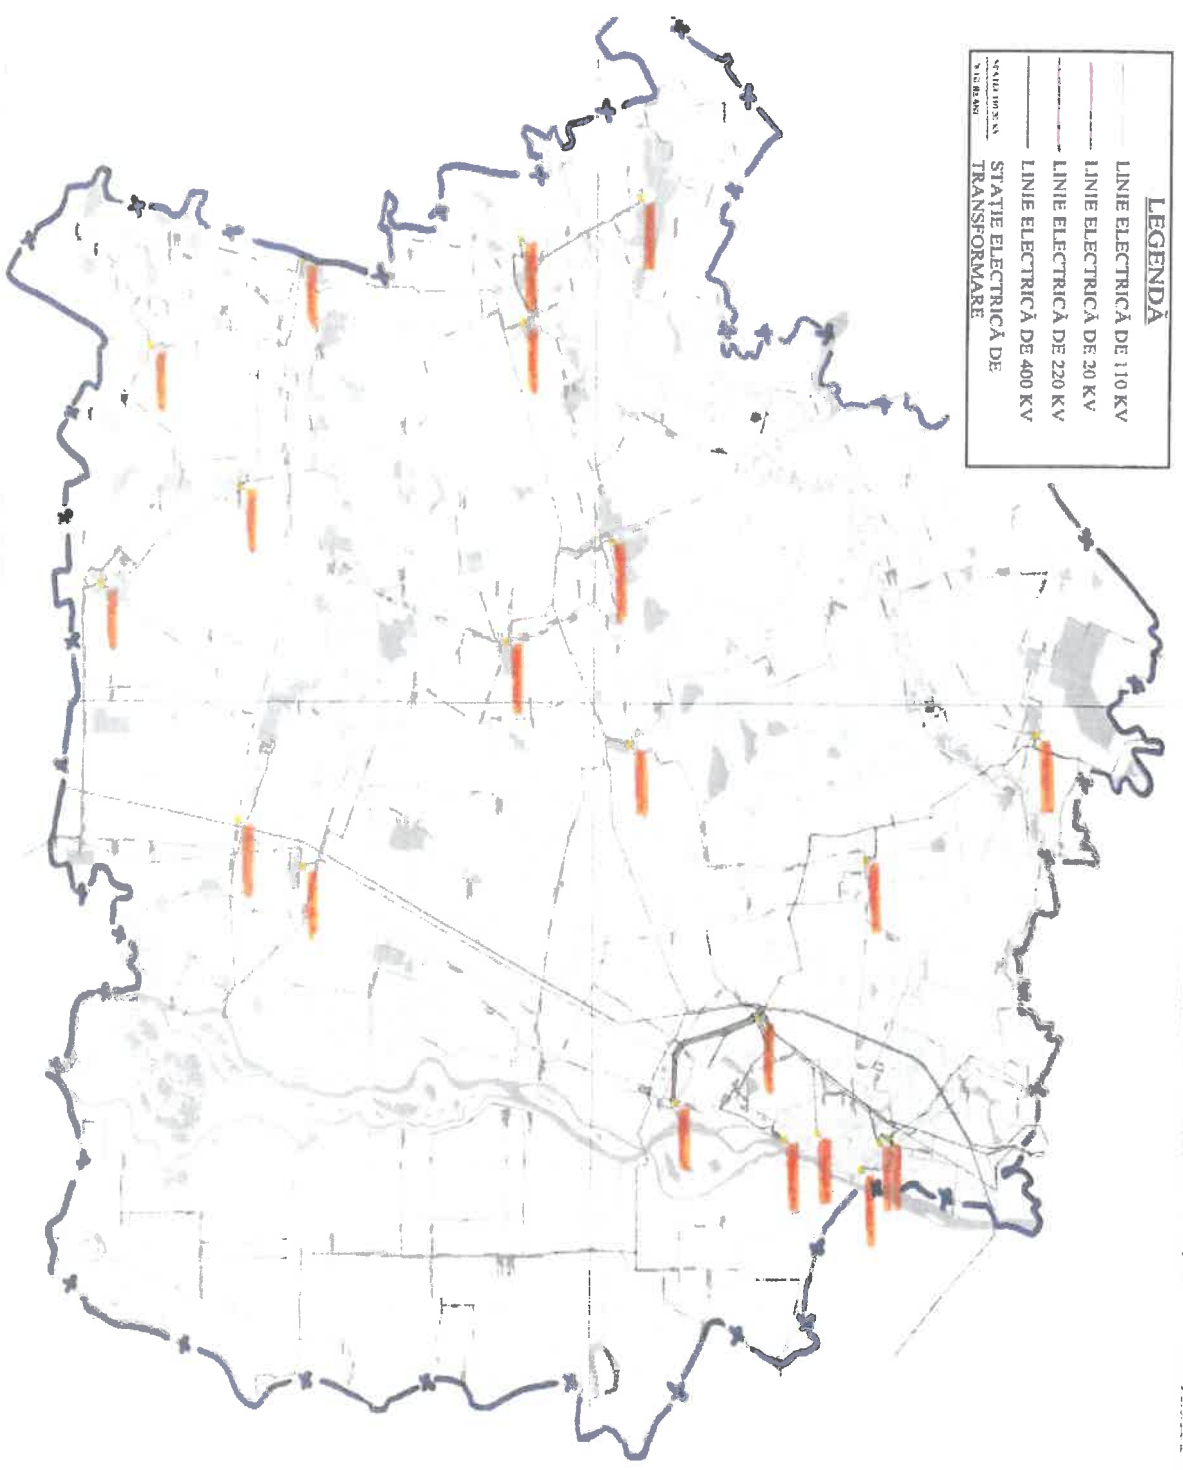 LEGENDĂ
LINIE ELECTRICĂ DE 110 KV
LINIE ELECTRICĂ DE 20 KV
LINIE ELECTRICĂ DE 220 KV
LINIE ELECTRICĂ DE 400 KV
STAȚIE ELECTRICĂ DE
TRANSFORMARE